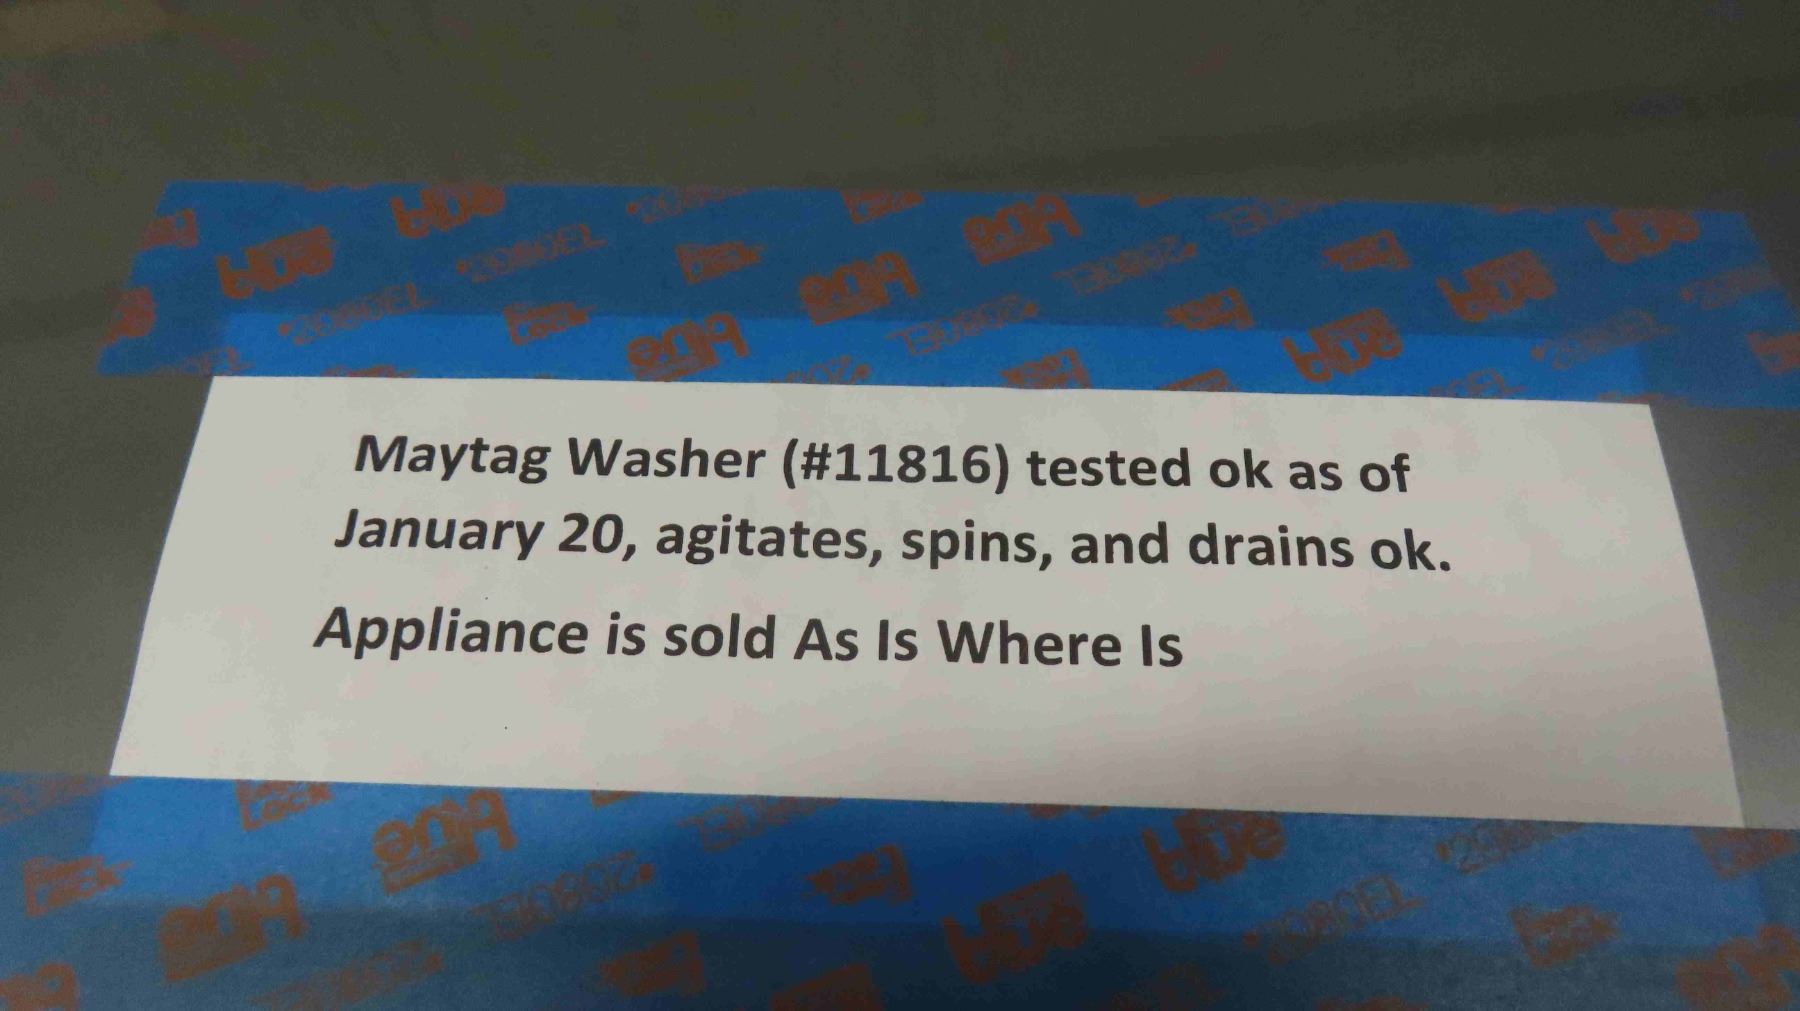 Maytag Washer (#11816) tested ok as of
January 20, agitates, spins, and drains ok.
Appliance is sold As Is Where Is